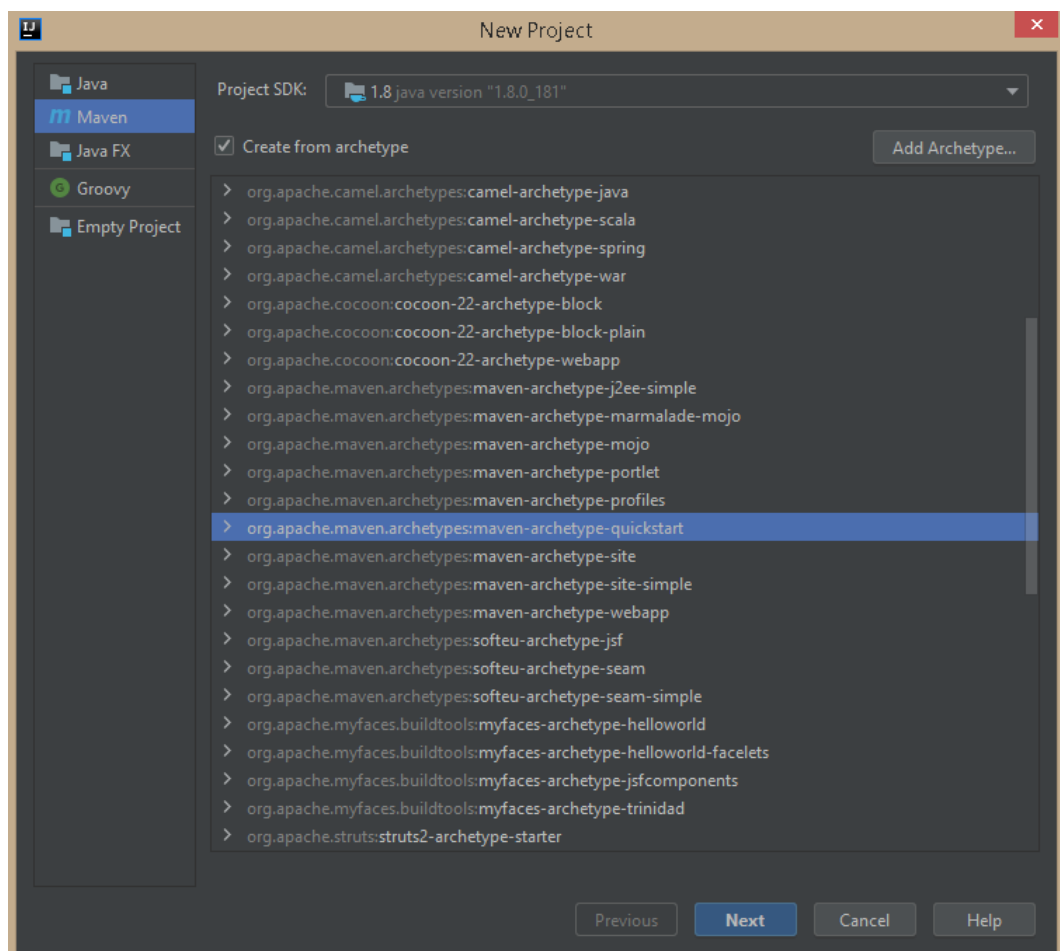 IJ
New Project
Java
Maven
Java FX
Groovy
Empty Project
Project SDK: 1.8 java version "1.8.0_181"
Create from archetype
Add Archetype...
org.apache.camel.archetypes:camel-archetype-java
org.apache.camel.archetypes:camel-archetype-scala
org.apache.camel.archetypes:camel-archetype-spring
org.apache.camel.archetypes:camel-archetype-war
org.apache.cocoon:cocoon-22-archetype-block
org.apache.cocoon:cocoon-22-archetype-block-plain
org.apache.cocoon:cocoon-22-archetype-webapp
org.apache.maven.archetypes:maven-archetype-j2ee-simple
org.apache.maven.archetypes:maven-archetype-marmalade-mojo
org.apache.maven.archetypes:maven-archetype-mojo
org.apache.maven.archetypes:maven-archetype-portlet
org.apache.maven.archetypes:maven-archetype-profiles
org.apache.maven.archetypes:maven-archetype-quickstart
org.apache.maven.archetypes:maven-archetype-site
org.apache.maven.archetypes:maven-archetype-site-simple
org.apache.maven.archetypes:maven-archetype-webapp
org.apache.maven.archetypes:softeu-archetype-jsf
org.apache.maven.archetypes:softeu-archetype-seam
org.apache.maven.archetypes:softeu-archetype-seam-simple
org.apache.myfaces.buildtools:myfaces-archetype-helloworld
org.apache.myfaces.buildtools:myfaces-archetype-helloworld-facelets
org.apache.myfaces.buildtools:myfaces-archetype-jsfcomponents
org.apache.myfaces.buildtools:myfaces-archetype-trinidad
org.apache.struts:struts2-archetype-starter
Previous
Next
Cancel
Help